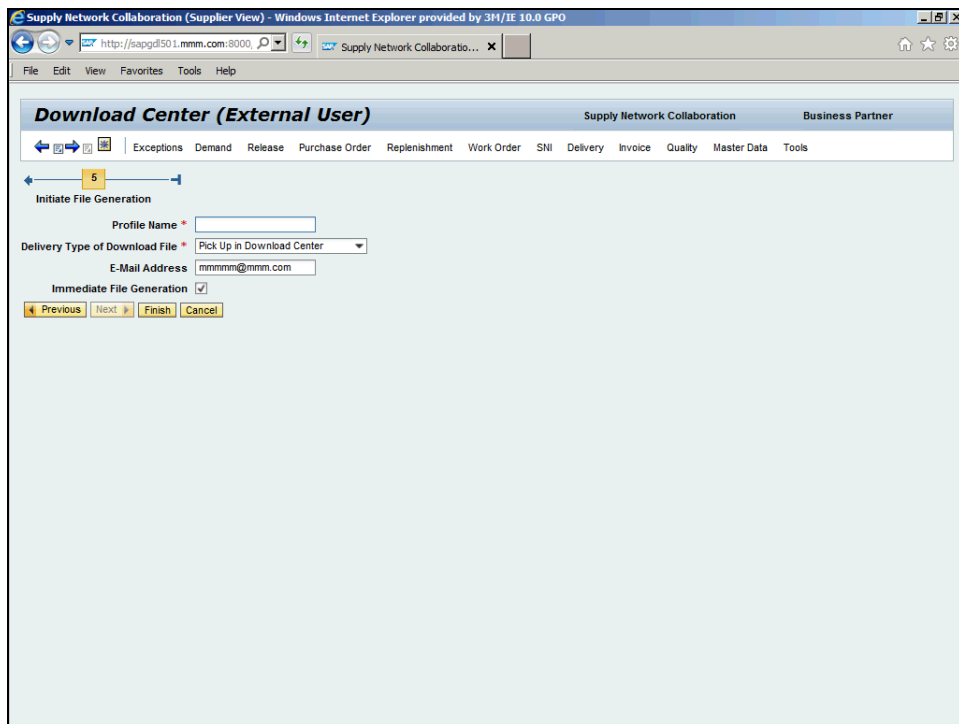 Supply Network Collaboration (Supplier View) - Windows Internet Explorer provided by 3M/IE 10.0 GPO
http://sapgdl501.mmm.com:8000, Supply Network Collaboratio...
File Edit View Favorites Tools Help
Download Center (External User) Supply Network Collaboration Business Partner
Exceptions Demand Release Purchase Order Replenishment Work Order SNI Delivery Invoice Quality Master Data Tools
5
Initiate File Generation
Profile Name *
Delivery Type of Download File * Pick Up in Download Center
E-Mail Address mmmmm@mmm.com
Immediate File Generation
Previous Next Finish Cancel